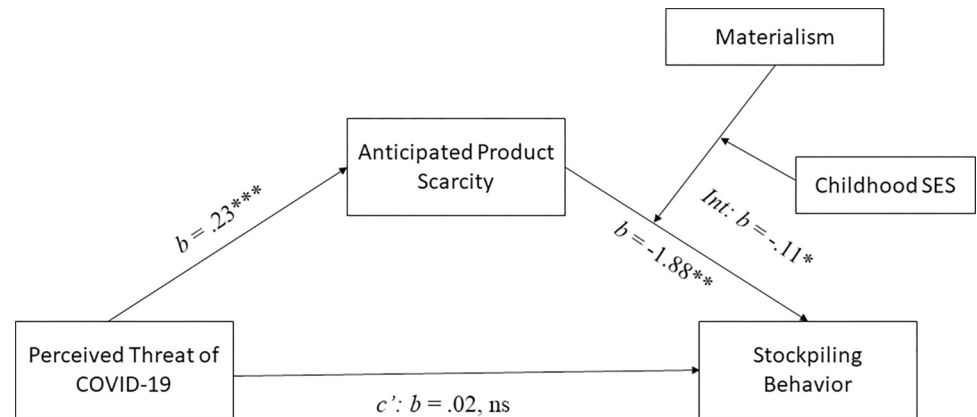 Materialism
Anticipated Product
Scarcity
Childhood SES
b = .23***
Int: b = -.11*
b = -1.88**
Perceived Threat of
COVID-19
Stockpiling
Behavior
c’: b = .02, ns